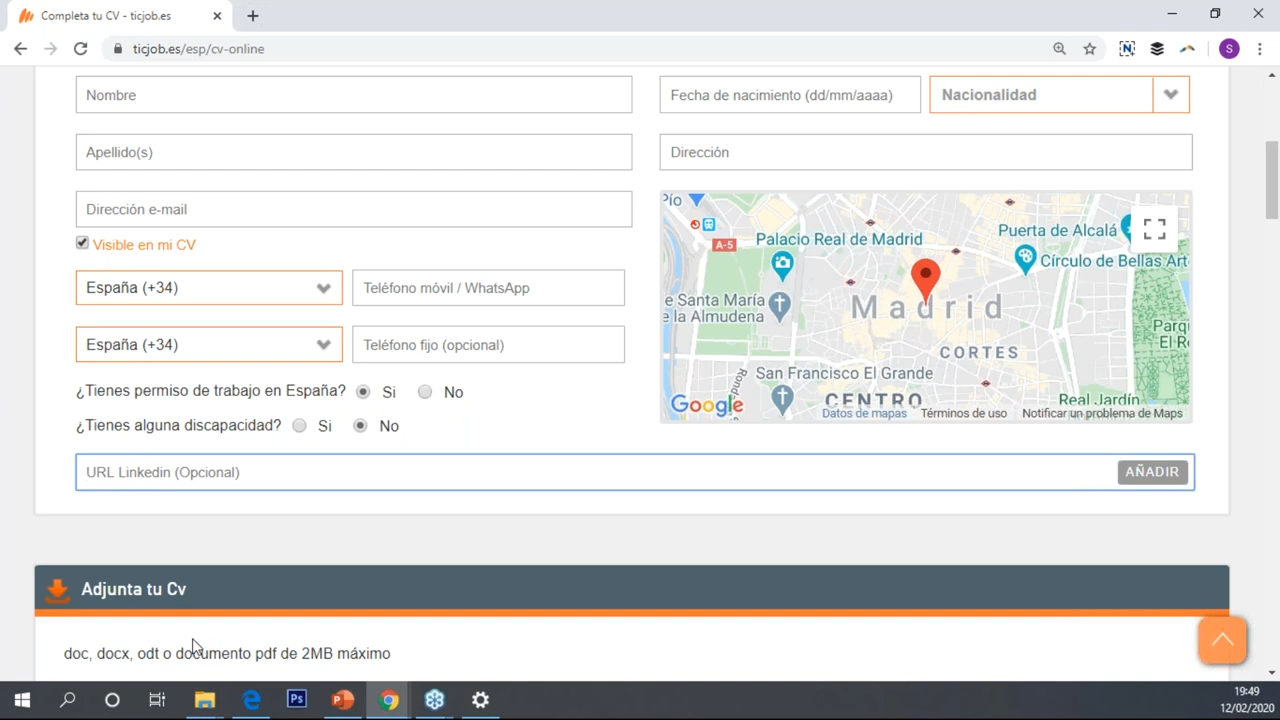 Completa tu CV - ticjob.es
ticjob.es/esp/cv-online
S
Nombre
Fecha de nacimiento (dd/mm/aaaa)
Nacionalidad
Apellido(s)
Dirección
Dirección e-mail
Visible en mi CV
España (+34)
Teléfono móvil / WhatsApp
España (+34)
Teléfono fijo (opcional)
¿Tienes permiso de trabajo en España? Si No
¿Tienes alguna discapacidad? Si No
Pío
A-5
Palacio Real de Madrid
Puerta de Alcalá
Círculo de Bellas Art
e Santa María
e la Almudena
Madrid
Parq
El R
CORTES
Rond
San Francisco El Grande
CENTRO
Real Jardín
Google
Datos de mapas
Términos de uso
Notificar un problema de Maps
URL Linkedin (Opcional)
AÑADIR
Adjunta tu Cv
doc, docx, odt o documento pdf de 2MB máximo
Ps
19:49
12/02/2020